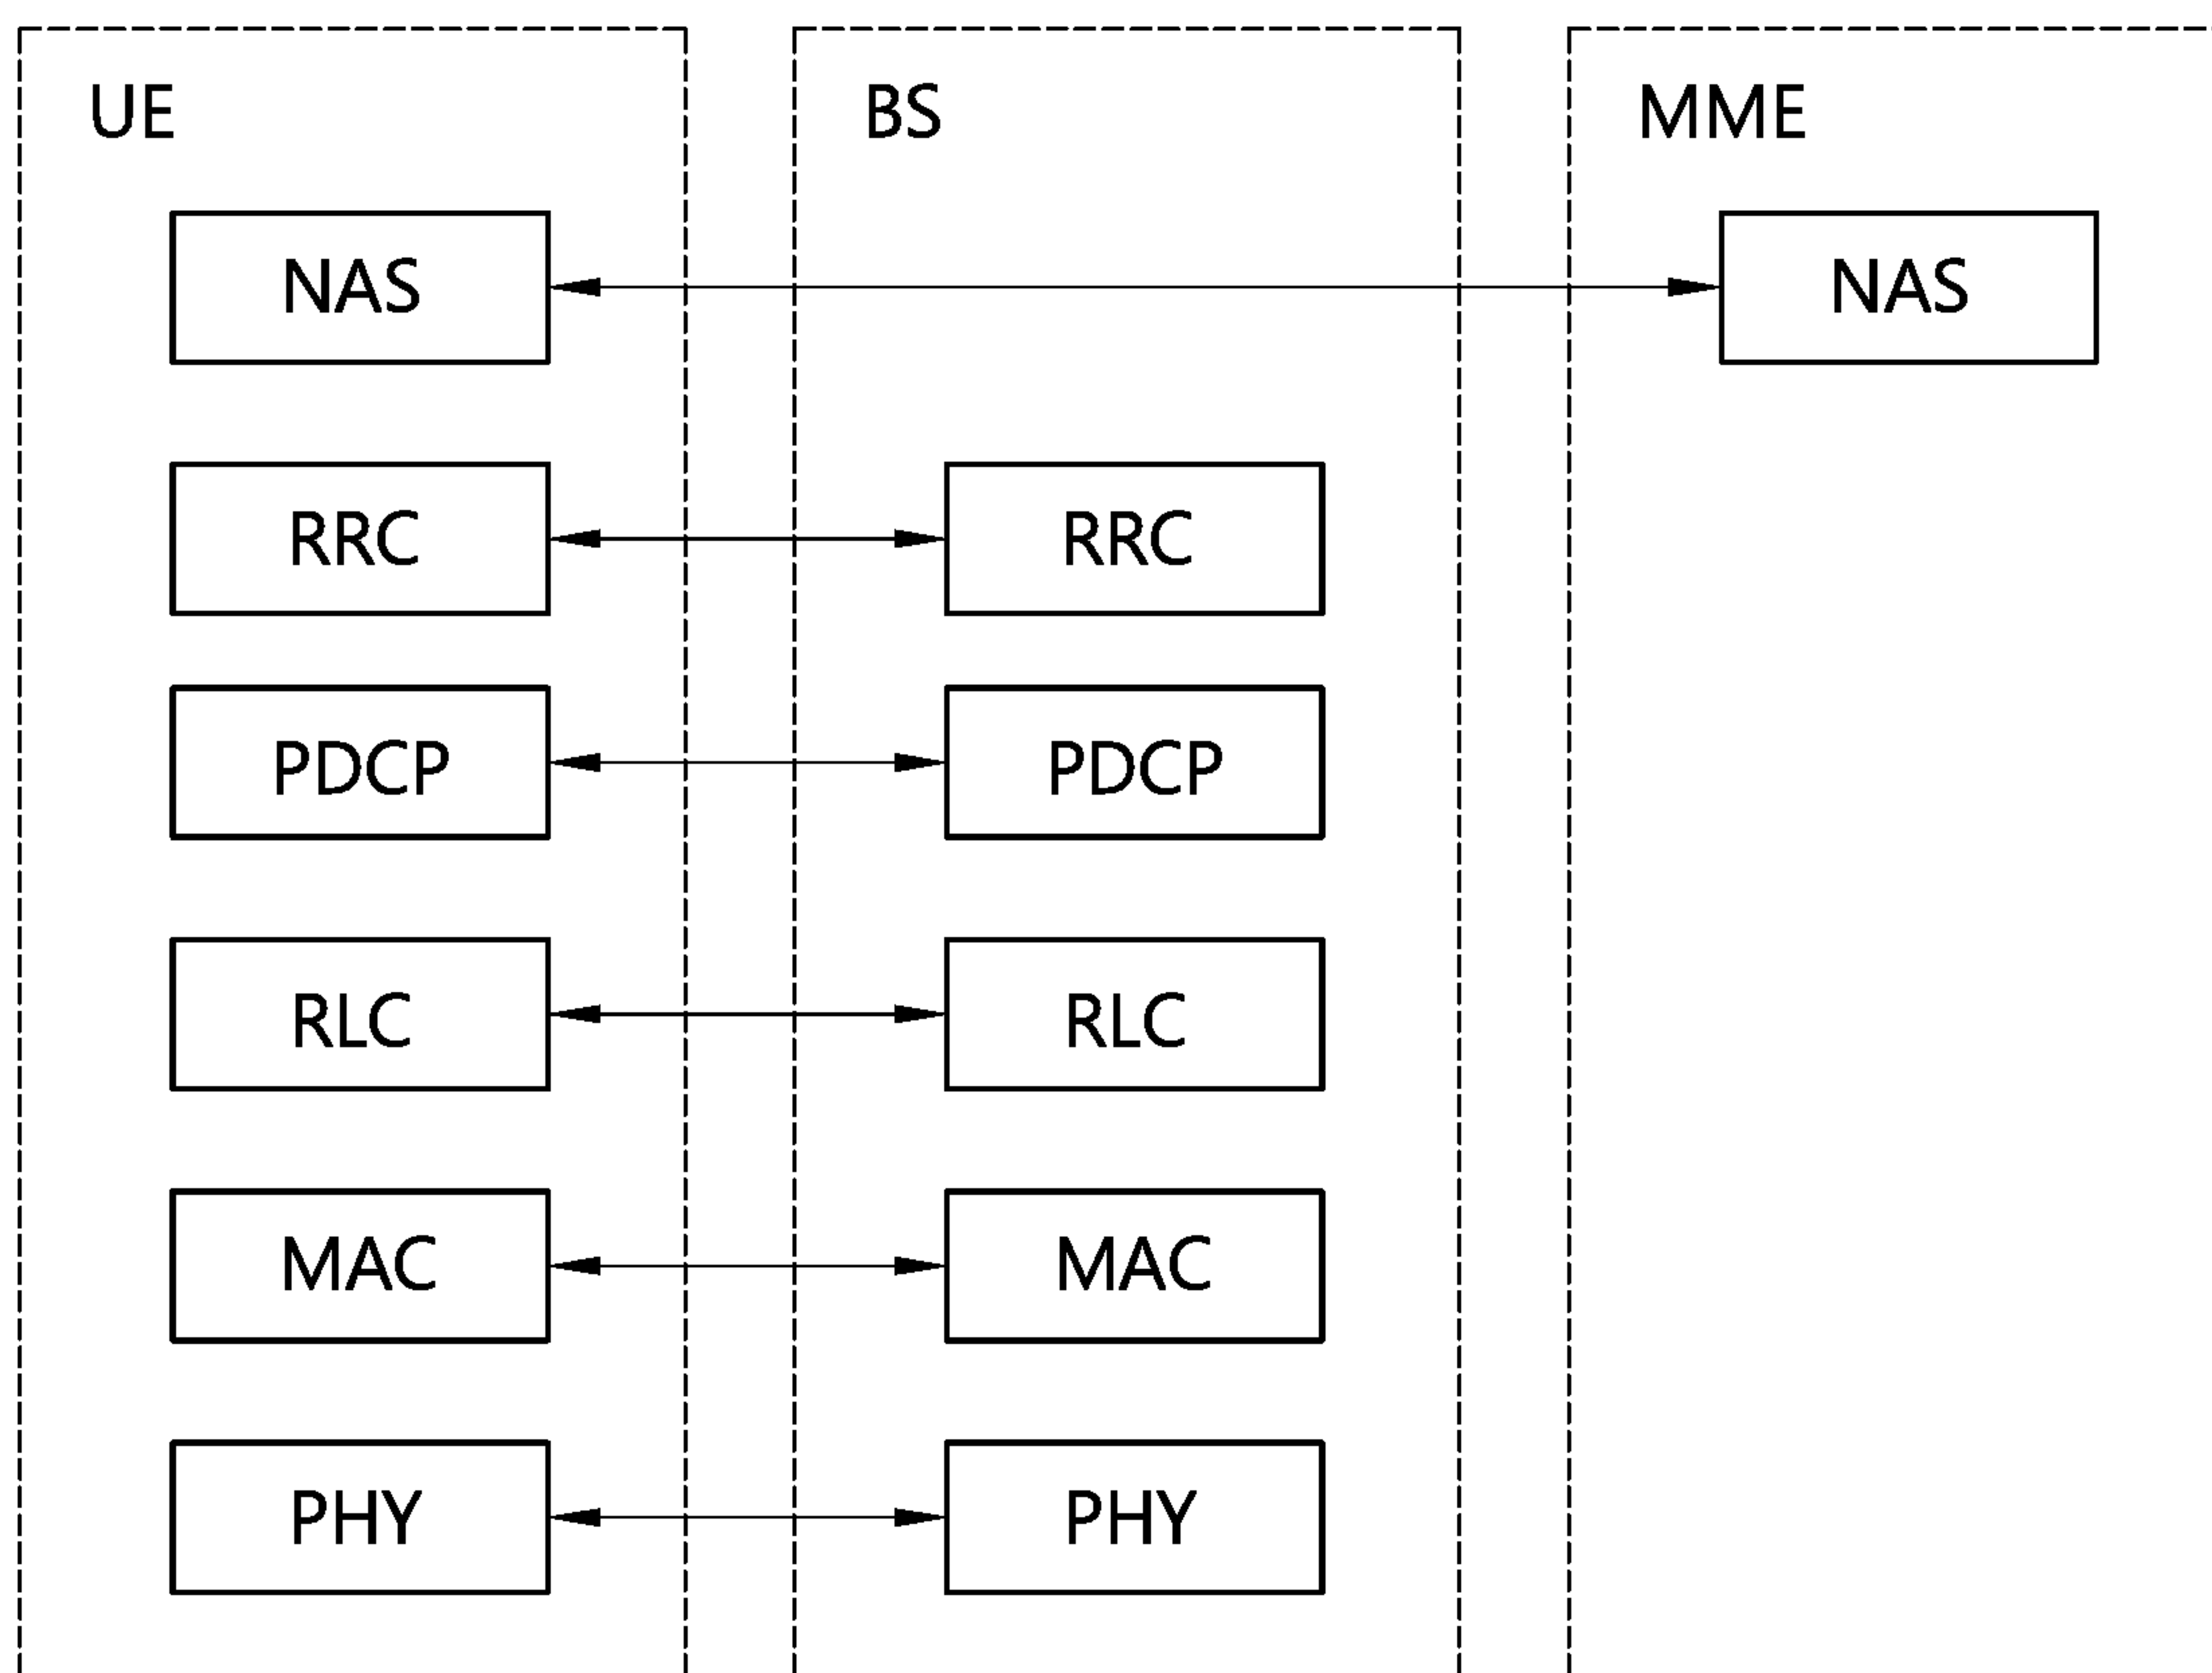 UE
BS
MME
NAS
NAS
RRC
RRC
PDCP
PDCP
RLC
RLC
MAC
MAC
PHY
PHY